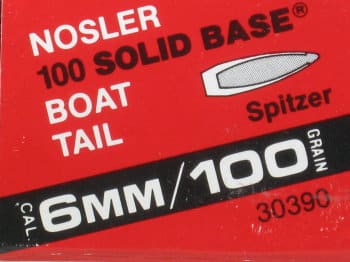 NOSLER
100 SOLID BASE®
BOAT
TAIL
Spitzer
CAL. 6MM/100 GRAIN
30390